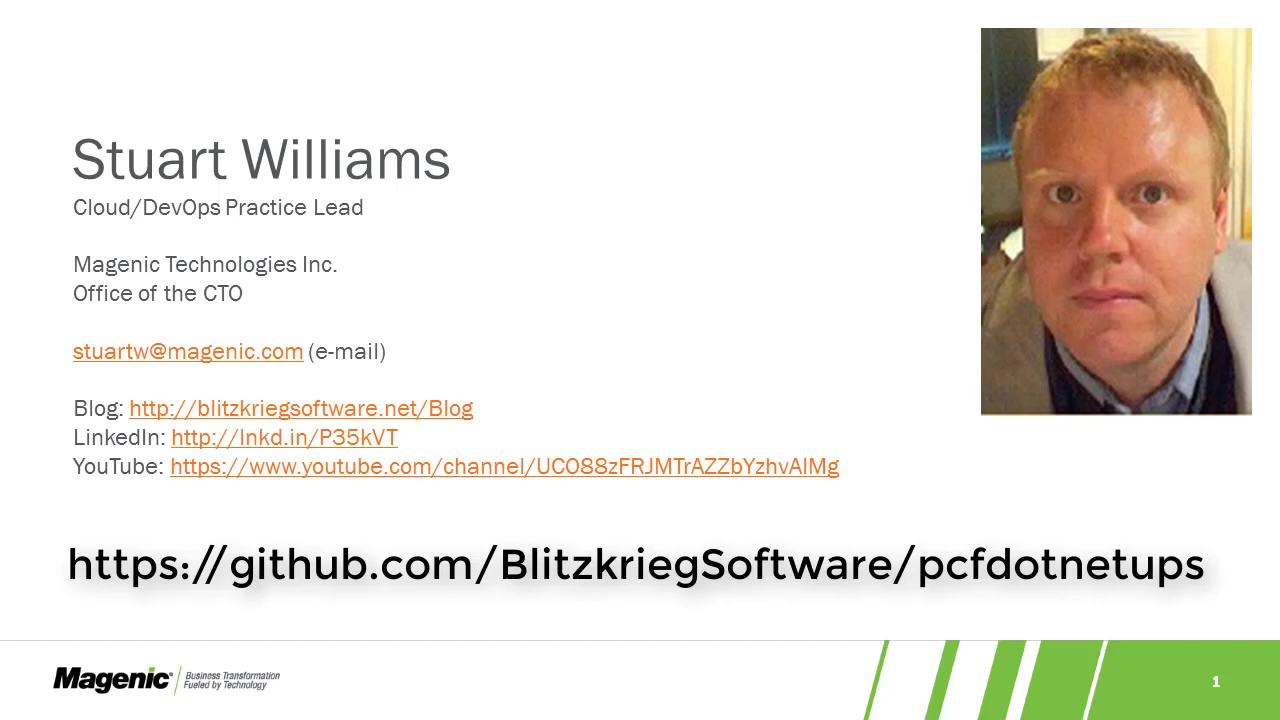 Stuart Williams
Cloud/DevOps Practice Lead
Magenic Technologies Inc.
Office of the CTO
stuartw@magenic.com (e-mail)
Blog: http://blitzkriegsoftware.net/Blog
LinkedIn: http://lnkd.in/P35kVT
YouTube: https://www.youtube.com/channel/UCO88zFRJMTrAZZbYzhvAlMg
https://github.com/BlitzkriegSoftware/pcfdotnetups
Magenic® Business Transformation
Fueled by Technology
1